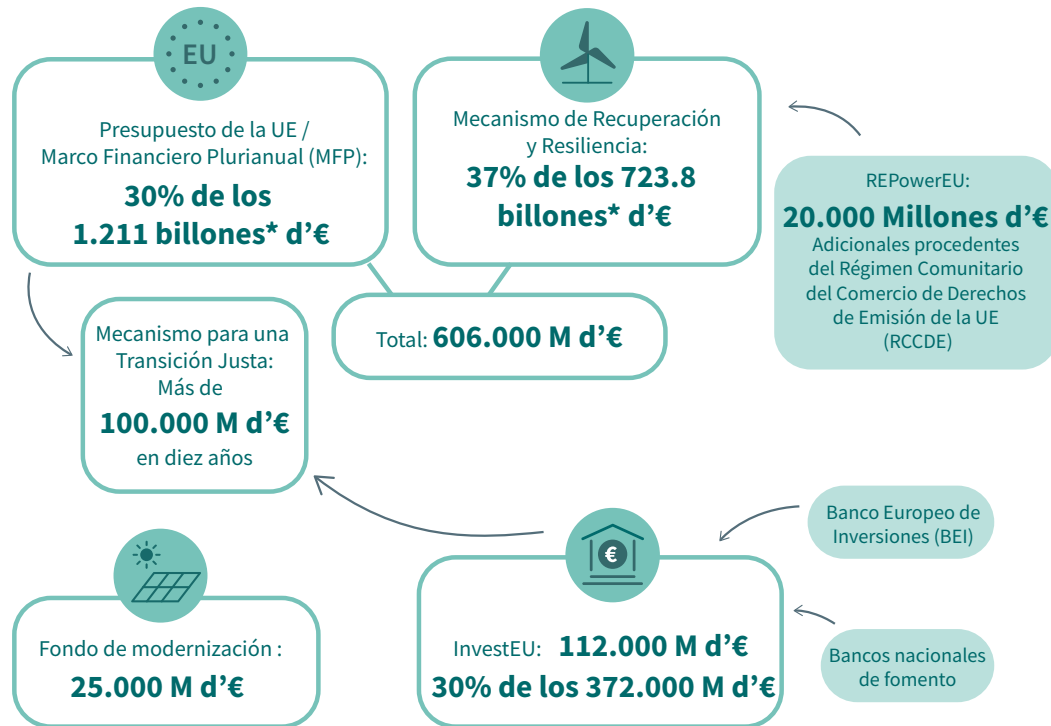 EU
Presupuesto de la UE /
Marco Financiero Plurianual (MFP):
30% de los
1.211 billones* d’€
Mecanismo de Recuperación
y Resiliencia:
37% de los 723.8
billones* d’€
REPowerEU:
20.000 Millones d’€
Adicionales procedentes
del Régimen Comunitario
del Comercio de Derechos
de Emisión de la UE
(RCCDE)
Total: 606.000 M d’€
Mecanismo para una
Transición Justa:
Más de
100.000 M d’€
en diez años
Banco Europeo de
Inversiones (BEI)
€
Fondo de modernización :
25.000 M d’€
InvestEU: 112.000 M d’€
30% de los 372.000 M d’€
Bancos nacionales
de fomento